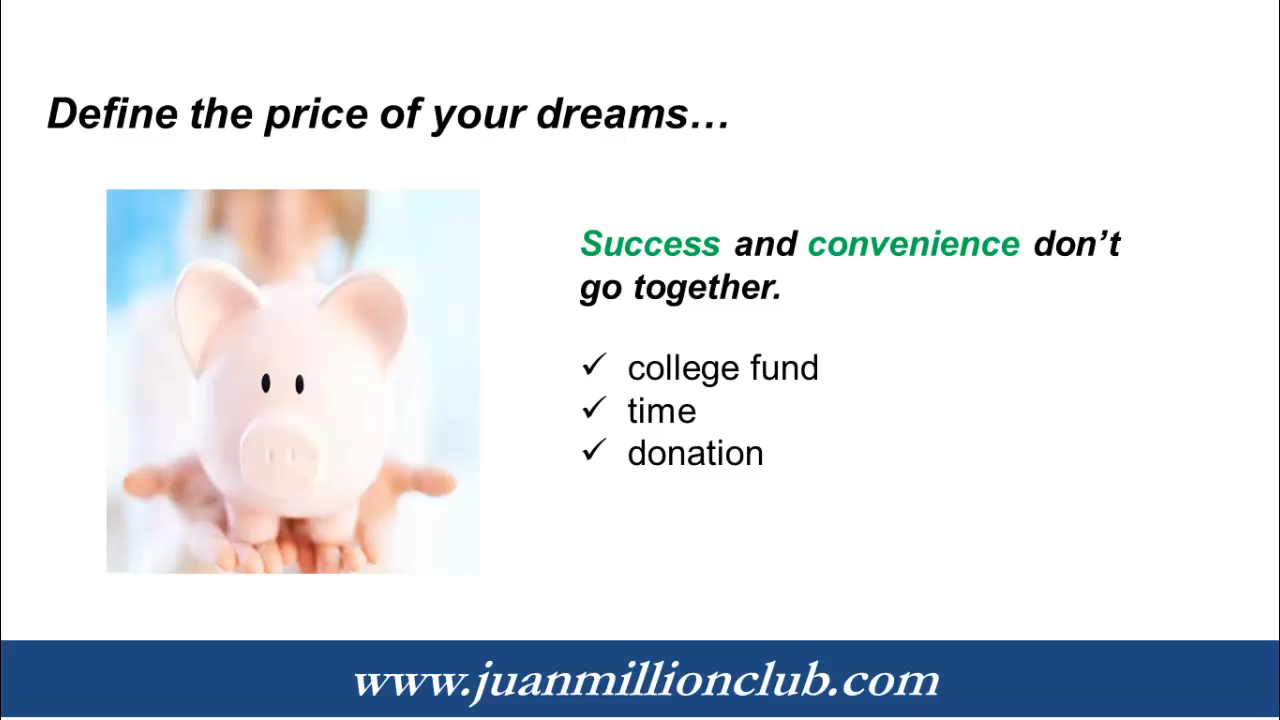 Define the price of your dreams…
Success and convenience don’t
go together.
✓ college fund
✓ time
✓ donation
www.juanmillionclub.com